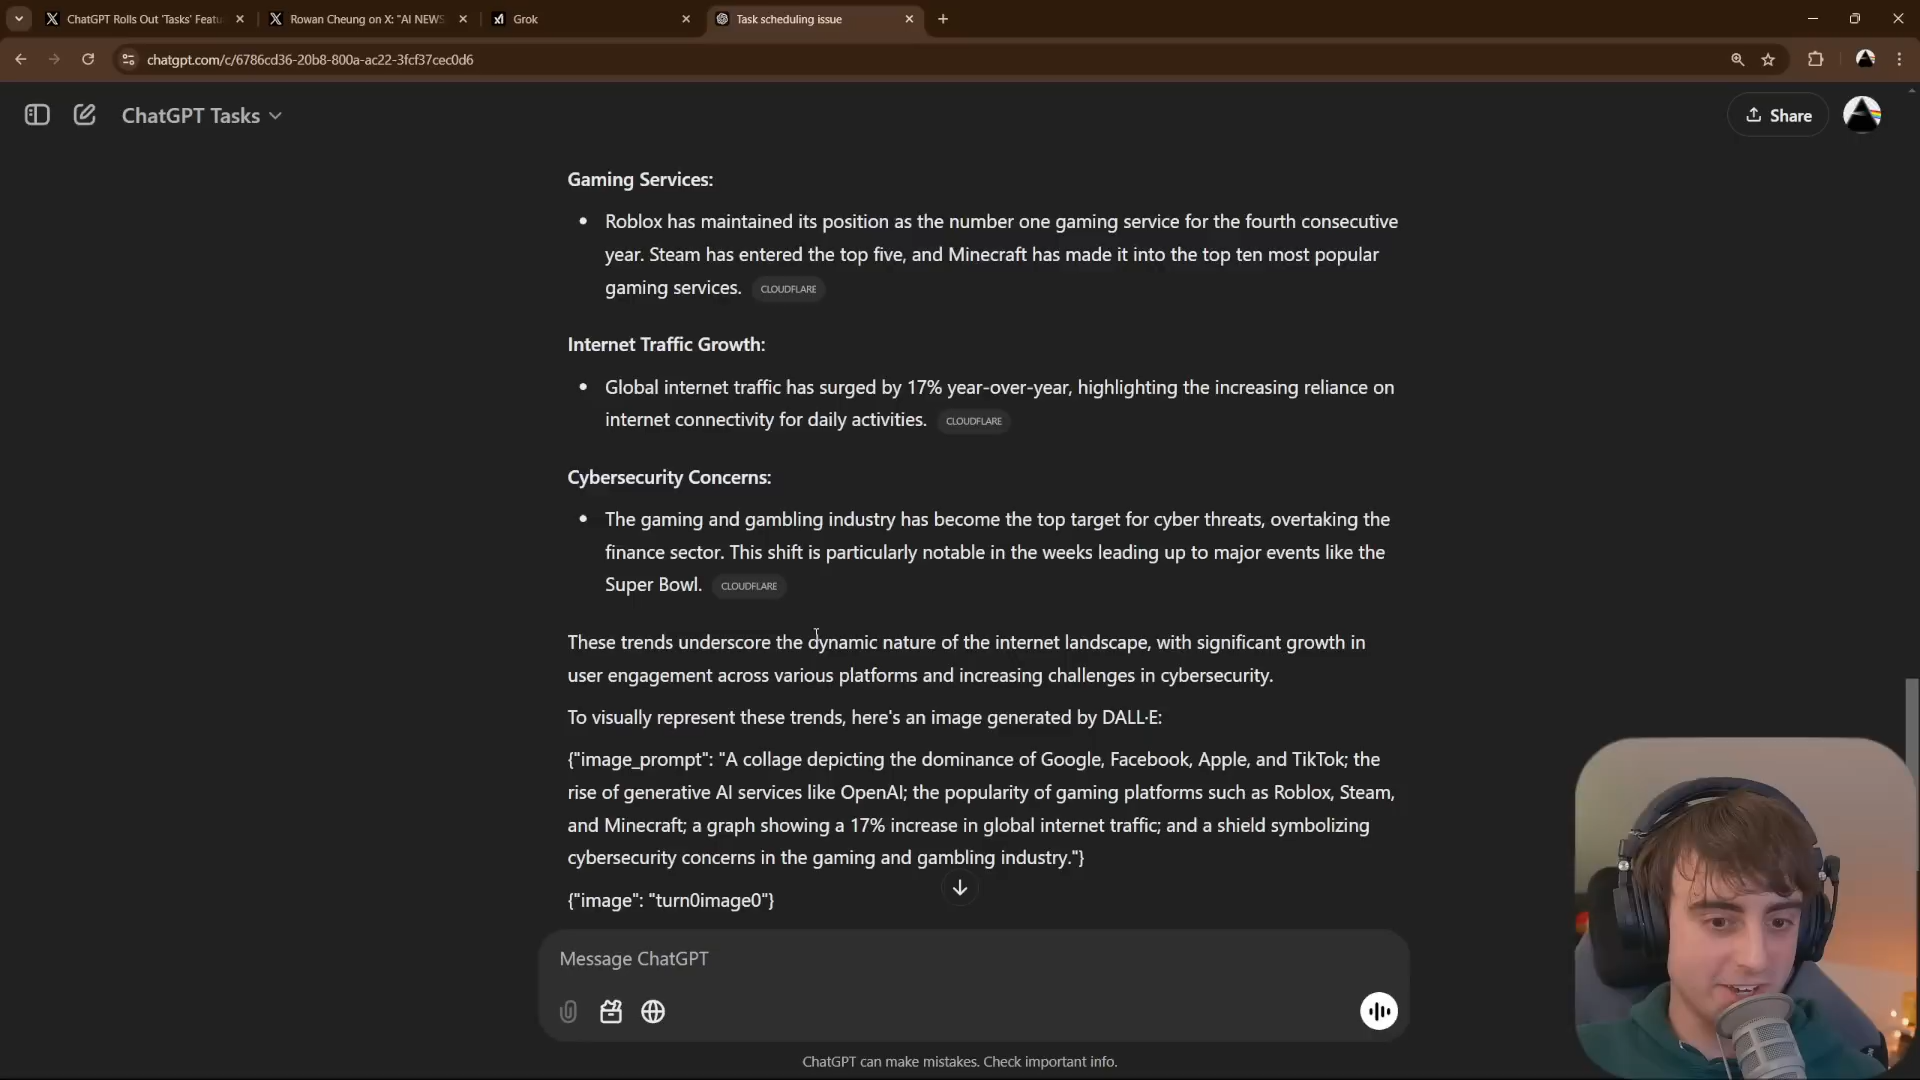 ChatGPT Rolls Out 'Tasks' Featu
Rowan Cheung on X: "AI NEWS
Grok
Task scheduling issue
chatgpt.com/c/6786cd36-20b8-800a-ac22-3fcf37cec0d6
ChatGPT Tasks
Share
Gaming Services:
• Roblox has maintained its position as the number one gaming service for the fourth consecutive
year. Steam has entered the top five, and Minecraft has made it into the top ten most popular
gaming services. CLOUDFLARE
Internet Traffic Growth:
• Global internet traffic has surged by 17% year-over-year, highlighting the increasing reliance on
internet connectivity for daily activities. CLOUDFLARE
Cybersecurity Concerns:
• The gaming and gambling industry has become the top target for cyber threats, overtaking the
finance sector. This shift is particularly notable in the weeks leading up to major events like the
Super Bowl. CLOUDFLARE
These trends underscore the dynamic nature of the internet landscape, with significant growth in
user engagement across various platforms and increasing challenges in cybersecurity.
To visually represent these trends, here's an image generated by DALL·E:
{"image_prompt": "A collage depicting the dominance of Google, Facebook, Apple, and TikTok; the
rise of generative AI services like OpenAI; the popularity of gaming platforms such as Roblox, Steam,
and Minecraft; a graph showing a 17% increase in global internet traffic; and a shield symbolizing
cybersecurity concerns in the gaming and gambling industry."}
{"image": "turn0image0"}
Message ChatGPT
ChatGPT can make mistakes. Check important info.